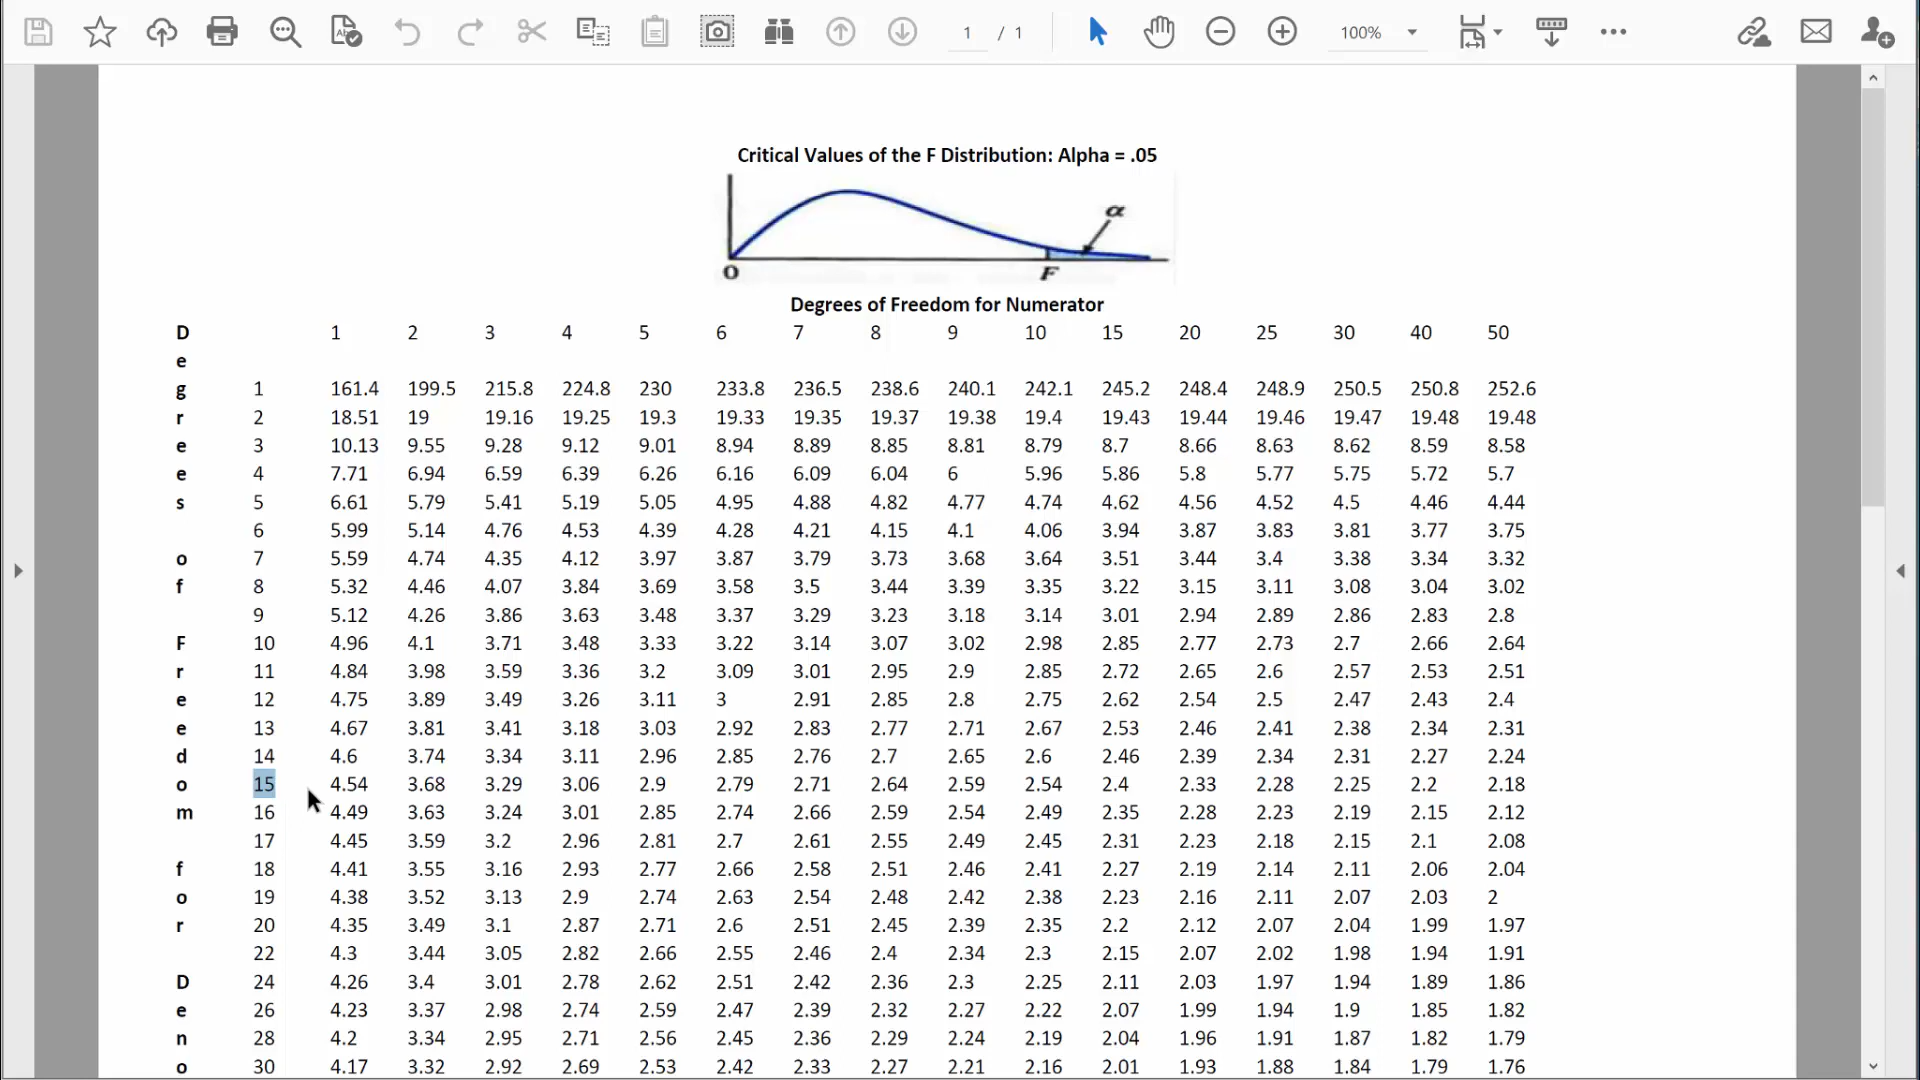 1 / 1 100%
Critical Values of the F Distribution: Alpha = .05
α
0 F
Degrees of Freedom for Numerator
D 1 2 3 4 5 6 7 8 9 10 15 20 25 30 40 50
e
g 1 161.4 199.5 215.8 224.8 230 233.8 236.5 238.6 240.1 242.1 245.2 248.4 248.9 250.5 250.8 252.6
r 2 18.51 19 19.16 19.25 19.3 19.33 19.35 19.37 19.38 19.4 19.43 19.44 19.46 19.47 19.48 19.48
e 3 10.13 9.55 9.28 9.12 9.01 8.94 8.89 8.85 8.81 8.79 8.7 8.66 8.63 8.62 8.59 8.58
e 4 7.71 6.94 6.59 6.39 6.26 6.16 6.09 6.04 6 5.96 5.86 5.8 5.77 5.75 5.72 5.7
s 5 6.61 5.79 5.41 5.19 5.05 4.95 4.88 4.82 4.77 4.74 4.62 4.56 4.52 4.5 4.46 4.44
6 5.99 5.14 4.76 4.53 4.39 4.28 4.21 4.15 4.1 4.06 3.94 3.87 3.83 3.81 3.77 3.75
o 7 5.59 4.74 4.35 4.12 3.97 3.87 3.79 3.73 3.68 3.64 3.51 3.44 3.4 3.38 3.34 3.32
f 8 5.32 4.46 4.07 3.84 3.69 3.58 3.5 3.44 3.39 3.35 3.22 3.15 3.11 3.08 3.04 3.02
9 5.12 4.26 3.86 3.63 3.48 3.37 3.29 3.23 3.18 3.14 3.01 2.94 2.89 2.86 2.83 2.8
F 10 4.96 4.1 3.71 3.48 3.33 3.22 3.14 3.07 3.02 2.98 2.85 2.77 2.73 2.7 2.66 2.64
r 11 4.84 3.98 3.59 3.36 3.2 3.09 3.01 2.95 2.9 2.85 2.72 2.65 2.6 2.57 2.53 2.51
e 12 4.75 3.89 3.49 3.26 3.11 3 2.91 2.85 2.8 2.75 2.62 2.54 2.5 2.47 2.43 2.4
e 13 4.67 3.81 3.41 3.18 3.03 2.92 2.83 2.77 2.71 2.67 2.53 2.46 2.41 2.38 2.34 2.31
d 14 4.6 3.74 3.34 3.11 2.96 2.85 2.76 2.7 2.65 2.6 2.46 2.39 2.34 2.31 2.27 2.24
o 15 4.54 3.68 3.29 3.06 2.9 2.79 2.71 2.64 2.59 2.54 2.4 2.33 2.28 2.25 2.2 2.18
m 16 4.49 3.63 3.24 3.01 2.85 2.74 2.66 2.59 2.54 2.49 2.35 2.28 2.23 2.19 2.15 2.12
17 4.45 3.59 3.2 2.96 2.81 2.7 2.61 2.55 2.49 2.45 2.31 2.23 2.18 2.15 2.1 2.08
f 18 4.41 3.55 3.16 2.93 2.77 2.66 2.58 2.51 2.46 2.41 2.27 2.19 2.14 2.11 2.06 2.04
o 19 4.38 3.52 3.13 2.9 2.74 2.63 2.54 2.48 2.42 2.38 2.23 2.16 2.11 2.07 2.03 2
r 20 4.35 3.49 3.1 2.87 2.71 2.6 2.51 2.45 2.39 2.35 2.2 2.12 2.07 2.04 1.99 1.97
22 4.3 3.44 3.05 2.82 2.66 2.55 2.46 2.4 2.34 2.3 2.15 2.07 2.02 1.98 1.94 1.91
D 24 4.26 3.4 3.01 2.78 2.62 2.51 2.42 2.36 2.3 2.25 2.11 2.03 1.97 1.94 1.89 1.86
e 26 4.23 3.37 2.98 2.74 2.59 2.47 2.39 2.32 2.27 2.22 2.07 1.99 1.94 1.9 1.85 1.82
n 28 4.2 3.34 2.95 2.71 2.56 2.45 2.36 2.29 2.24 2.19 2.04 1.96 1.91 1.87 1.82 1.79
o 30 4.17 3.32 2.92 2.69 2.53 2.42 2.33 2.27 2.21 2.16 2.01 1.93 1.88 1.84 1.79 1.76